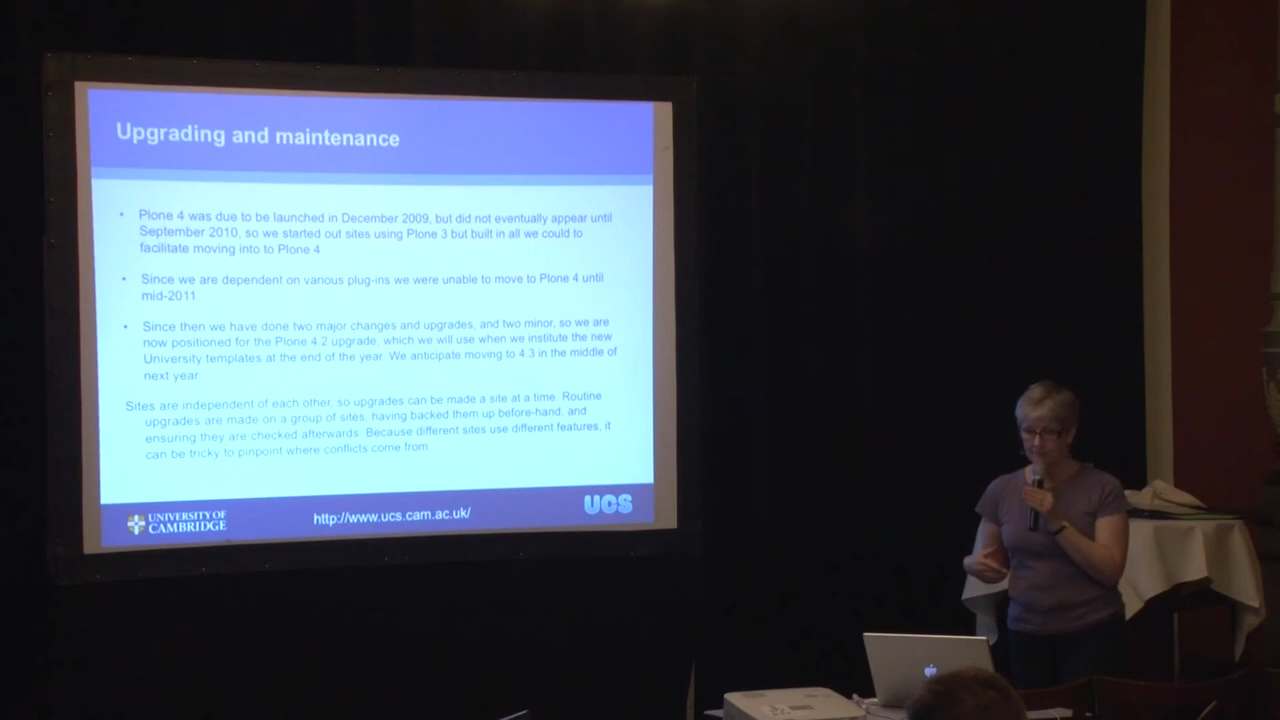 Upgrading and maintenance
• Plone 4 was due to be launched in December 2009, but did not eventually appear until
September 2010, so we started out sites using Plone 3 but built in all we could to
facilitate moving into to Plone 4.
• Since we are dependent on various plug-ins we were unable to move to Plone 4 until
mid-2011
• Since then we have done two major changes and upgrades, and two minor, so we are
now positioned for the Plone 4.2 upgrade, which we will use when we institute the new
University templates at the end of the year. We anticipate moving to 4.3 in the middle of
next year
Sites are independent of each other, so upgrades can be made a site at a time. Routine
upgrades are made on a group of sites, having backed them up before-hand, and
ensuring they are checked afterwards. Because different sites use different features, it
can be tricky to pinpoint where conflicts come from
UNIVERSITY OF
CAMBRIDGE
http://www.ucs.cam.ac.uk/
UCS